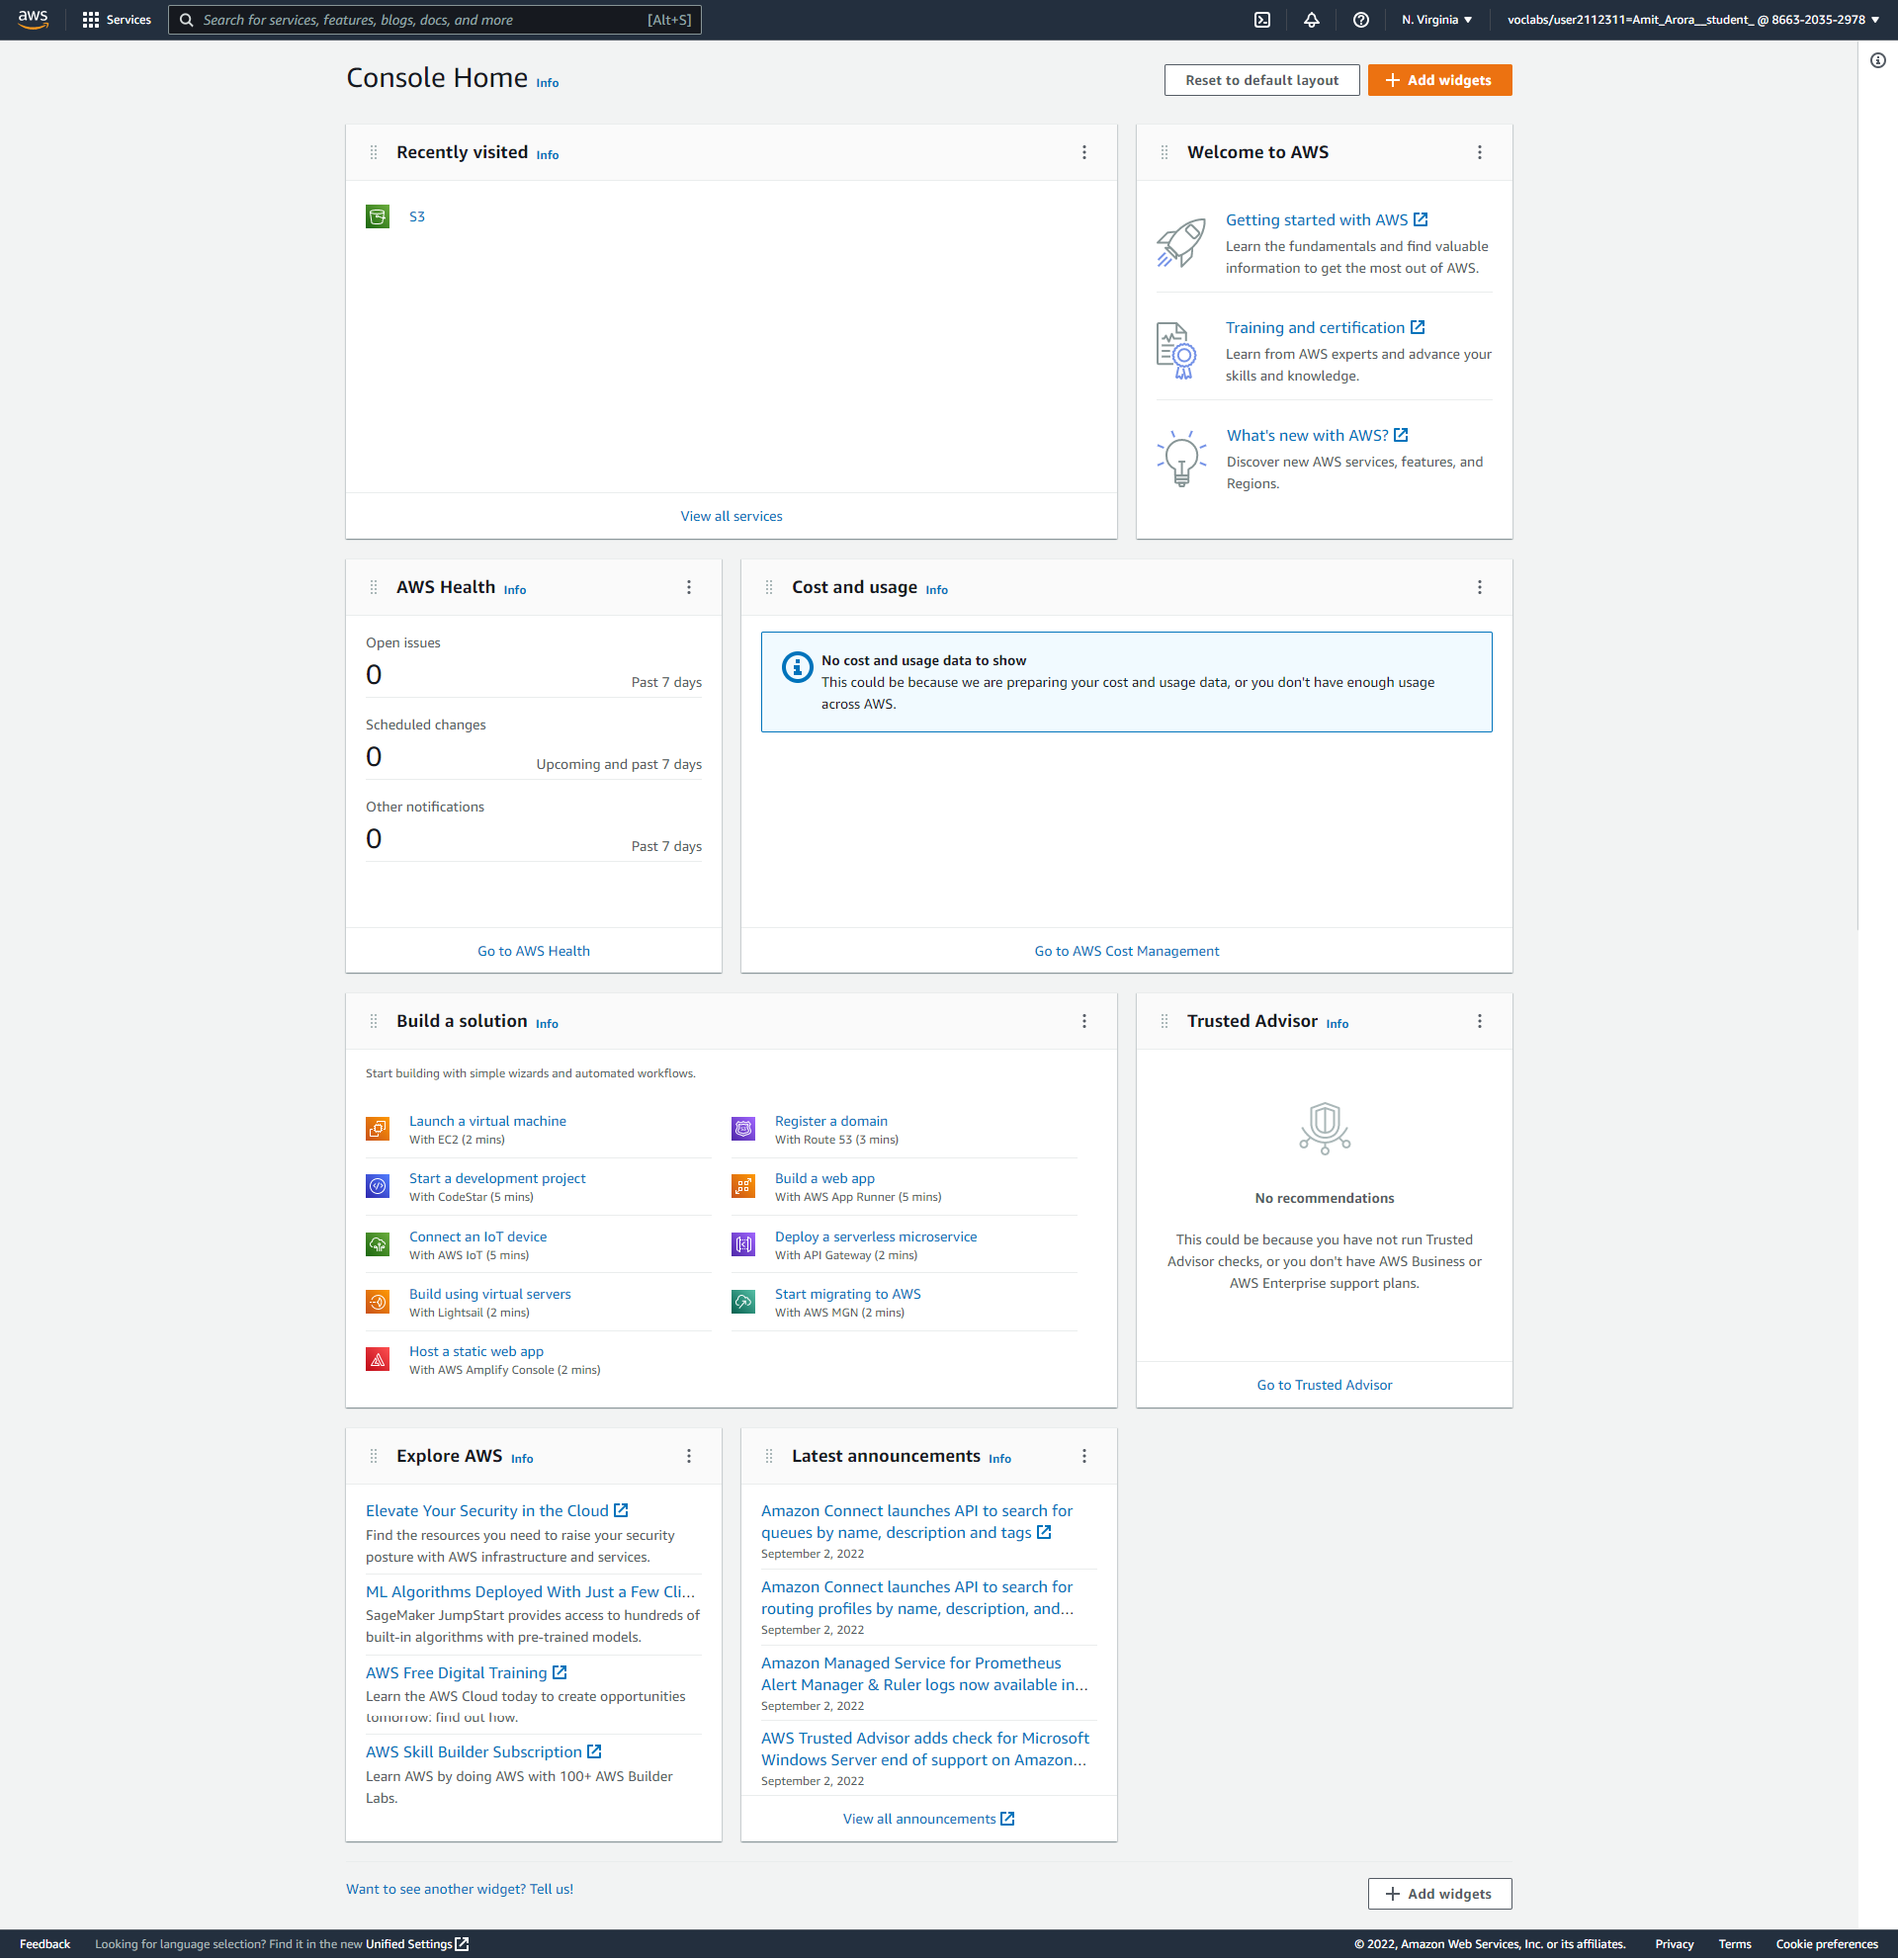 aws
Services
Search for services, features, blogs, docs, and more
[Alt+S]
N. Virginia
voclabs/user2112311=Amit_Arora__student_ @ 8663-2035-2978
Console Home Info
Reset to default layout
Add widgets
Recently visited Info
S3
View all services
Welcome to AWS
Getting started with AWS
Learn the fundamentals and find valuable
information to get the most out of AWS.
Training and certification
Learn from AWS experts and advance your
skills and knowledge.
What's new with AWS?
Discover new AWS services, features, and
Regions.
AWS Health Info
Open issues
0
Past 7 days
Scheduled changes
0
Upcoming and past 7 days
Other notifications
0
Past 7 days
Go to AWS Health
Cost and usage Info
No cost and usage data to show
This could be because we are preparing your cost and usage data, or you don't have enough usage
across AWS.
Go to AWS Cost Management
Build a solution Info
Start building with simple wizards and automated workflows.
Launch a virtual machine
With EC2 (2 mins)
Register a domain
With Route 53 (3 mins)
Start a development project
With CodeStar (5 mins)
Build a web app
With AWS App Runner (5 mins)
Connect an IoT device
With AWS IoT (5 mins)
Deploy a serverless microservice
With API Gateway (2 mins)
Build using virtual servers
With Lightsail (2 mins)
Start migrating to AWS
With AWS MGN (2 mins)
Host a static web app
With AWS Amplify Console (2 mins)
Trusted Advisor Info
No recommendations
This could be because you have not run Trusted
Advisor checks, or you don't have AWS Business or
AWS Enterprise support plans.
Go to Trusted Advisor
Explore AWS Info
Elevate Your Security in the Cloud
Find the resources you need to raise your security
posture with AWS infrastructure and services.
ML Algorithms Deployed With Just a Few Cli...
SageMaker JumpStart provides access to hundreds of
built-in algorithms with pre-trained models.
AWS Free Digital Training
Learn the AWS Cloud today to create opportunities
tomorrow: find out how.
AWS Skill Builder Subscription
Learn AWS by doing AWS with 100+ AWS Builder
Labs.
Latest announcements Info
Amazon Connect launches API to search for
queues by name, description and tags
September 2, 2022
Amazon Connect launches API to search for
routing profiles by name, description, and...
September 2, 2022
Amazon Managed Service for Prometheus
Alert Manager & Ruler logs now available in...
September 2, 2022
AWS Trusted Advisor adds check for Microsoft
Windows Server end of support on Amazon...
September 2, 2022
View all announcements
Want to see another widget? Tell us!
Add widgets
Feedback
Looking for language selection? Find it in the new Unified Settings
© 2022, Amazon Web Services, Inc. or its affiliates.
Privacy
Terms
Cookie preferences